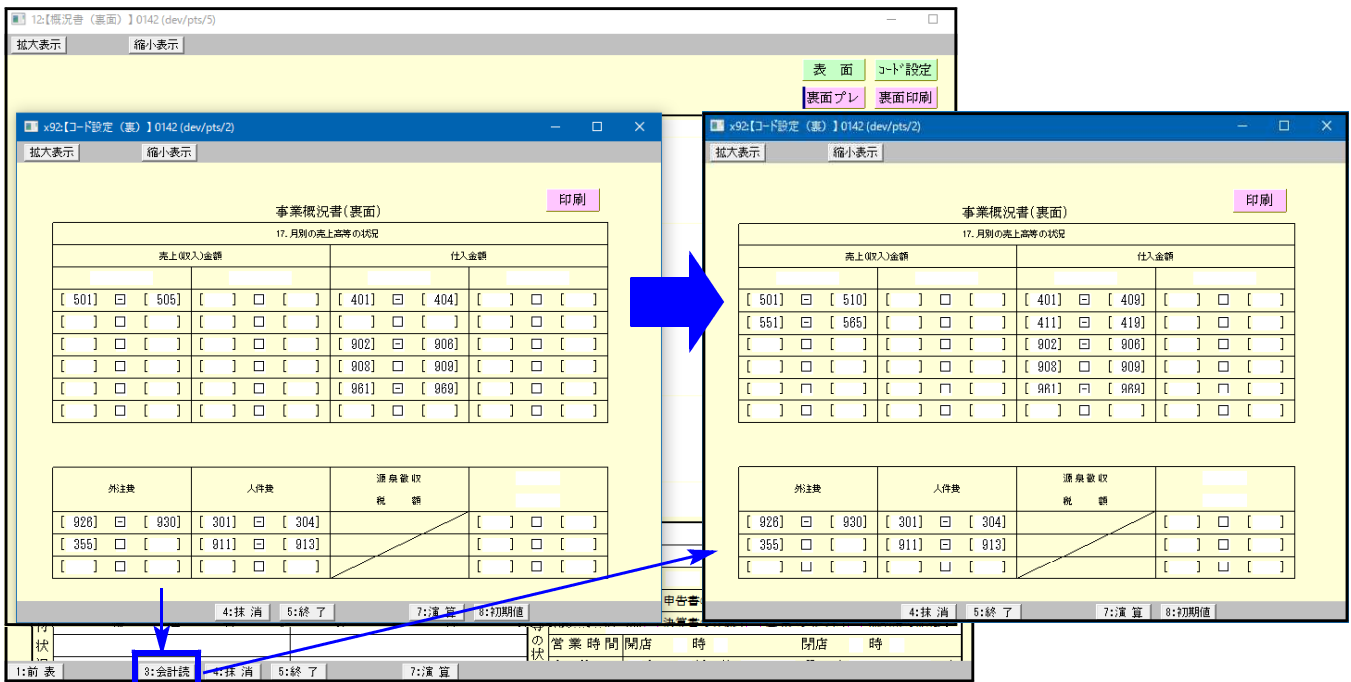 12:【概況書（裏面）】0142 (dev/pts/5)
拡大表示 縮小表示
表 面 ｺｰﾄﾞ設定
裏面プレ 裏面印刷
x92:【ｺｰﾄﾞ設定（裏）】0142 (dev/pts/2)
拡大表示 縮小表示
印刷
事業概況書(裏面)
17. 月別の売上高等の状況
売上(収入)金額 仕入金額
[ 501] ⊟ [ 505] [ ] □ [ ] [ 401] ⊟ [ 404] [ ] □ [ ]
[ ] □ [ ] [ ] □ [ ] [ ] □ [ ] [ ] □ [ ]
[ ] □ [ ] [ ] □ [ ] [ 902] ⊟ [ 906] [ ] □ [ ]
[ ] □ [ ] [ ] □ [ ] [ 908] □ [ 909] [ ] □ [ ]
[ ] □ [ ] [ ] □ [ ] [ 961] ⊟ [ 969] [ ] □ [ ]
[ ] □ [ ] [ ] □ [ ] [ ] □ [ ] [ ] □ [ ]
外注費 人件費 源泉徴収
税 額
[ 926] ⊟ [ 930] [ 301] ⊟ [ 304] [ ] □ [ ]
[ 355] □ [ ] [ 911] ⊟ [ 913] [ ] □ [ ]
[ ] □ [ ] [ ] □ [ ] [ ] □ [ ]
4:抹 消 5:終 了 7:演 算 8:初期値
x92:【ｺｰﾄﾞ設定（裏）】0142 (dev/pts/2)
拡大表示 縮小表示
印刷
事業概況書(裏面)
17. 月別の売上高等の状況
売上(収入)金額 仕入金額
[ 501] ⊟ [ 510] [ ] □ [ ] [ 401] ⊟ [ 409] [ ] □ [ ]
[ 551] ⊟ [ 565] [ ] □ [ ] [ 411] ⊟ [ 419] [ ] □ [ ]
[ ] □ [ ] [ ] □ [ ] [ 902] ⊟ [ 906] [ ] □ [ ]
[ ] □ [ ] [ ] □ [ ] [ 908] □ [ 909] [ ] □ [ ]
[ ] □ [ ] [ ] □ [ ] [ 961] ⊟ [ 969] [ ] □ [ ]
[ ] □ [ ] [ ] □ [ ] [ ] □ [ ] [ ] □ [ ]
外注費 人件費 源泉徴収
税 額
[ 926] ⊟ [ 930] [ 301] ⊟ [ 304] [ ] □ [ ]
[ 355] □ [ ] [ 911] ⊟ [ 913] [ ] □ [ ]
[ ] □ [ ] [ ] □ [ ] [ ] □ [ ]
4:抹 消 5:終 了 7:演 算 8:初期値
申告書
状 の状 営業時間 開店 時 閉店 時
1:前 表 3:会計読 4:抹 消 5:終 了 7:演 算